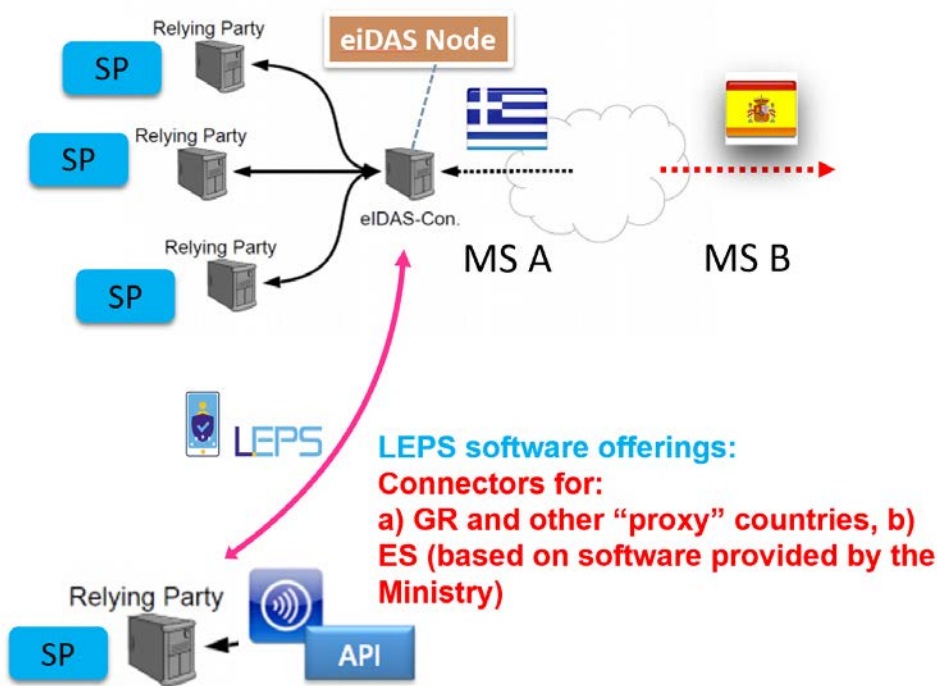 Relying Party
eiDAS Node
SP
Relying Party
SP
eIDAS-Con.
Relying Party
MS A
MS B
SP
LEPS
LEPS software offerings:
Connectors for:
a) GR and other “proxy” countries, b)
ES (based on software provided by the
Ministry)
Relying Party
SP
API